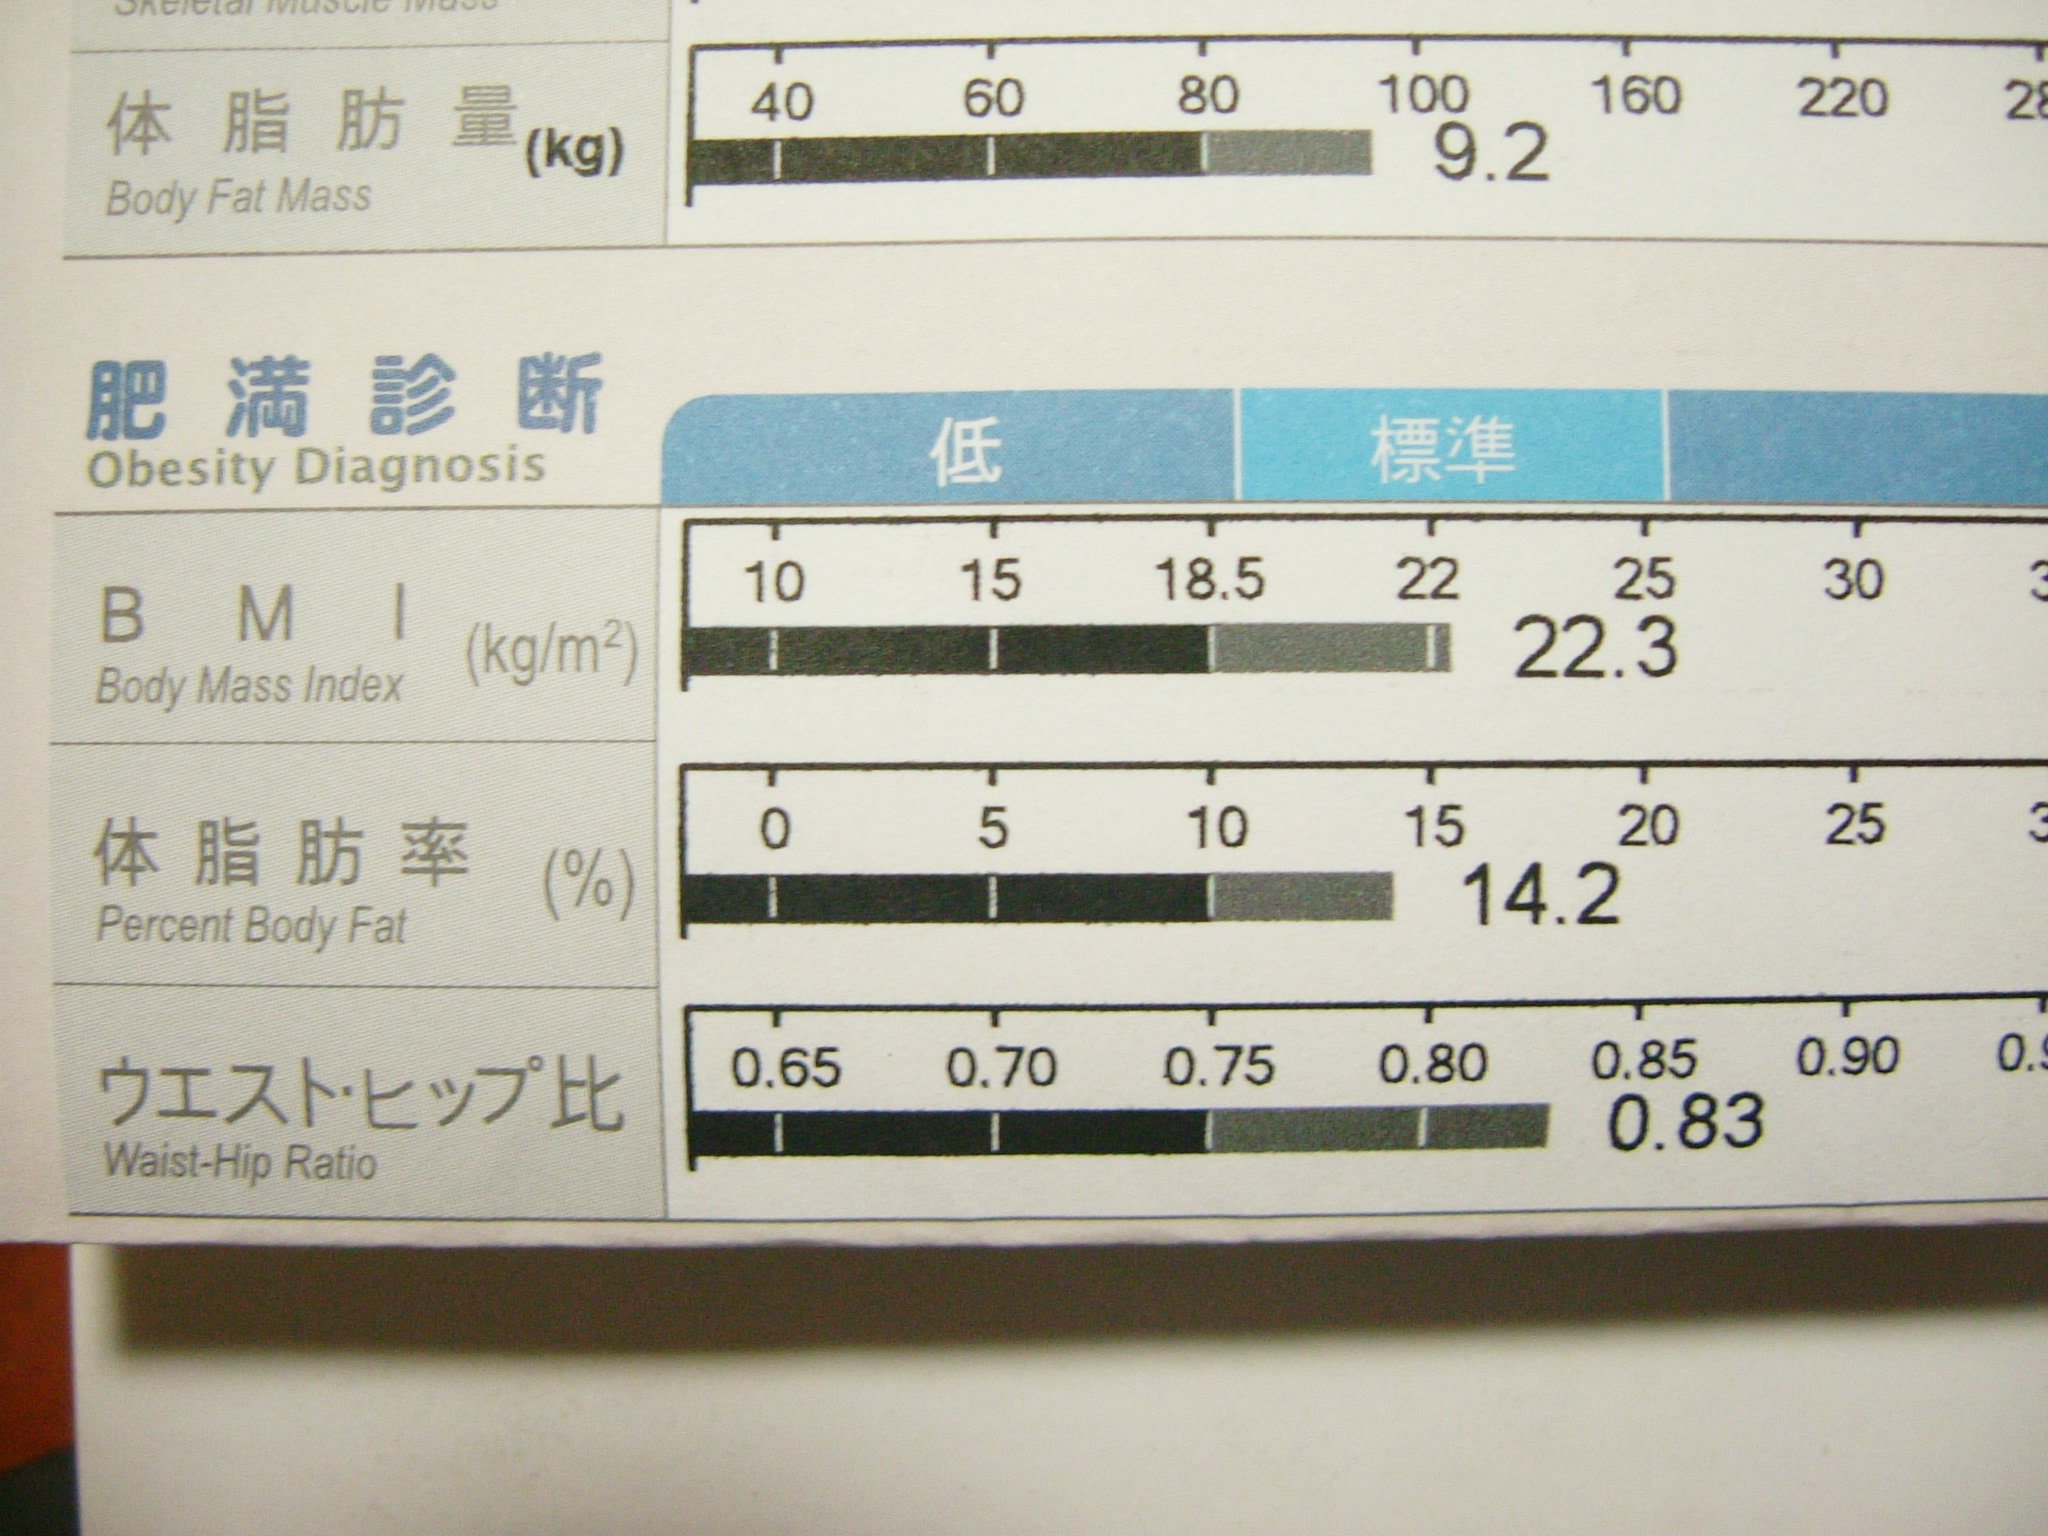 Skeletal Muscle Mass
体脂肪量(kg)
Body Fat Mass
40 60 80 100 160 220
9.2
肥満診断
Obesity Diagnosis
低 標準
BMI (kg/m²)
Body Mass Index
10 15 18.5 22 25 30
22.3
体脂肪率 (%)
Percent Body Fat
0 5 10 15 20 25
14.2
ウエスト・ヒップ比
Waist-Hip Ratio
0.65 0.70 0.75 0.80 0.85 0.90
0.83